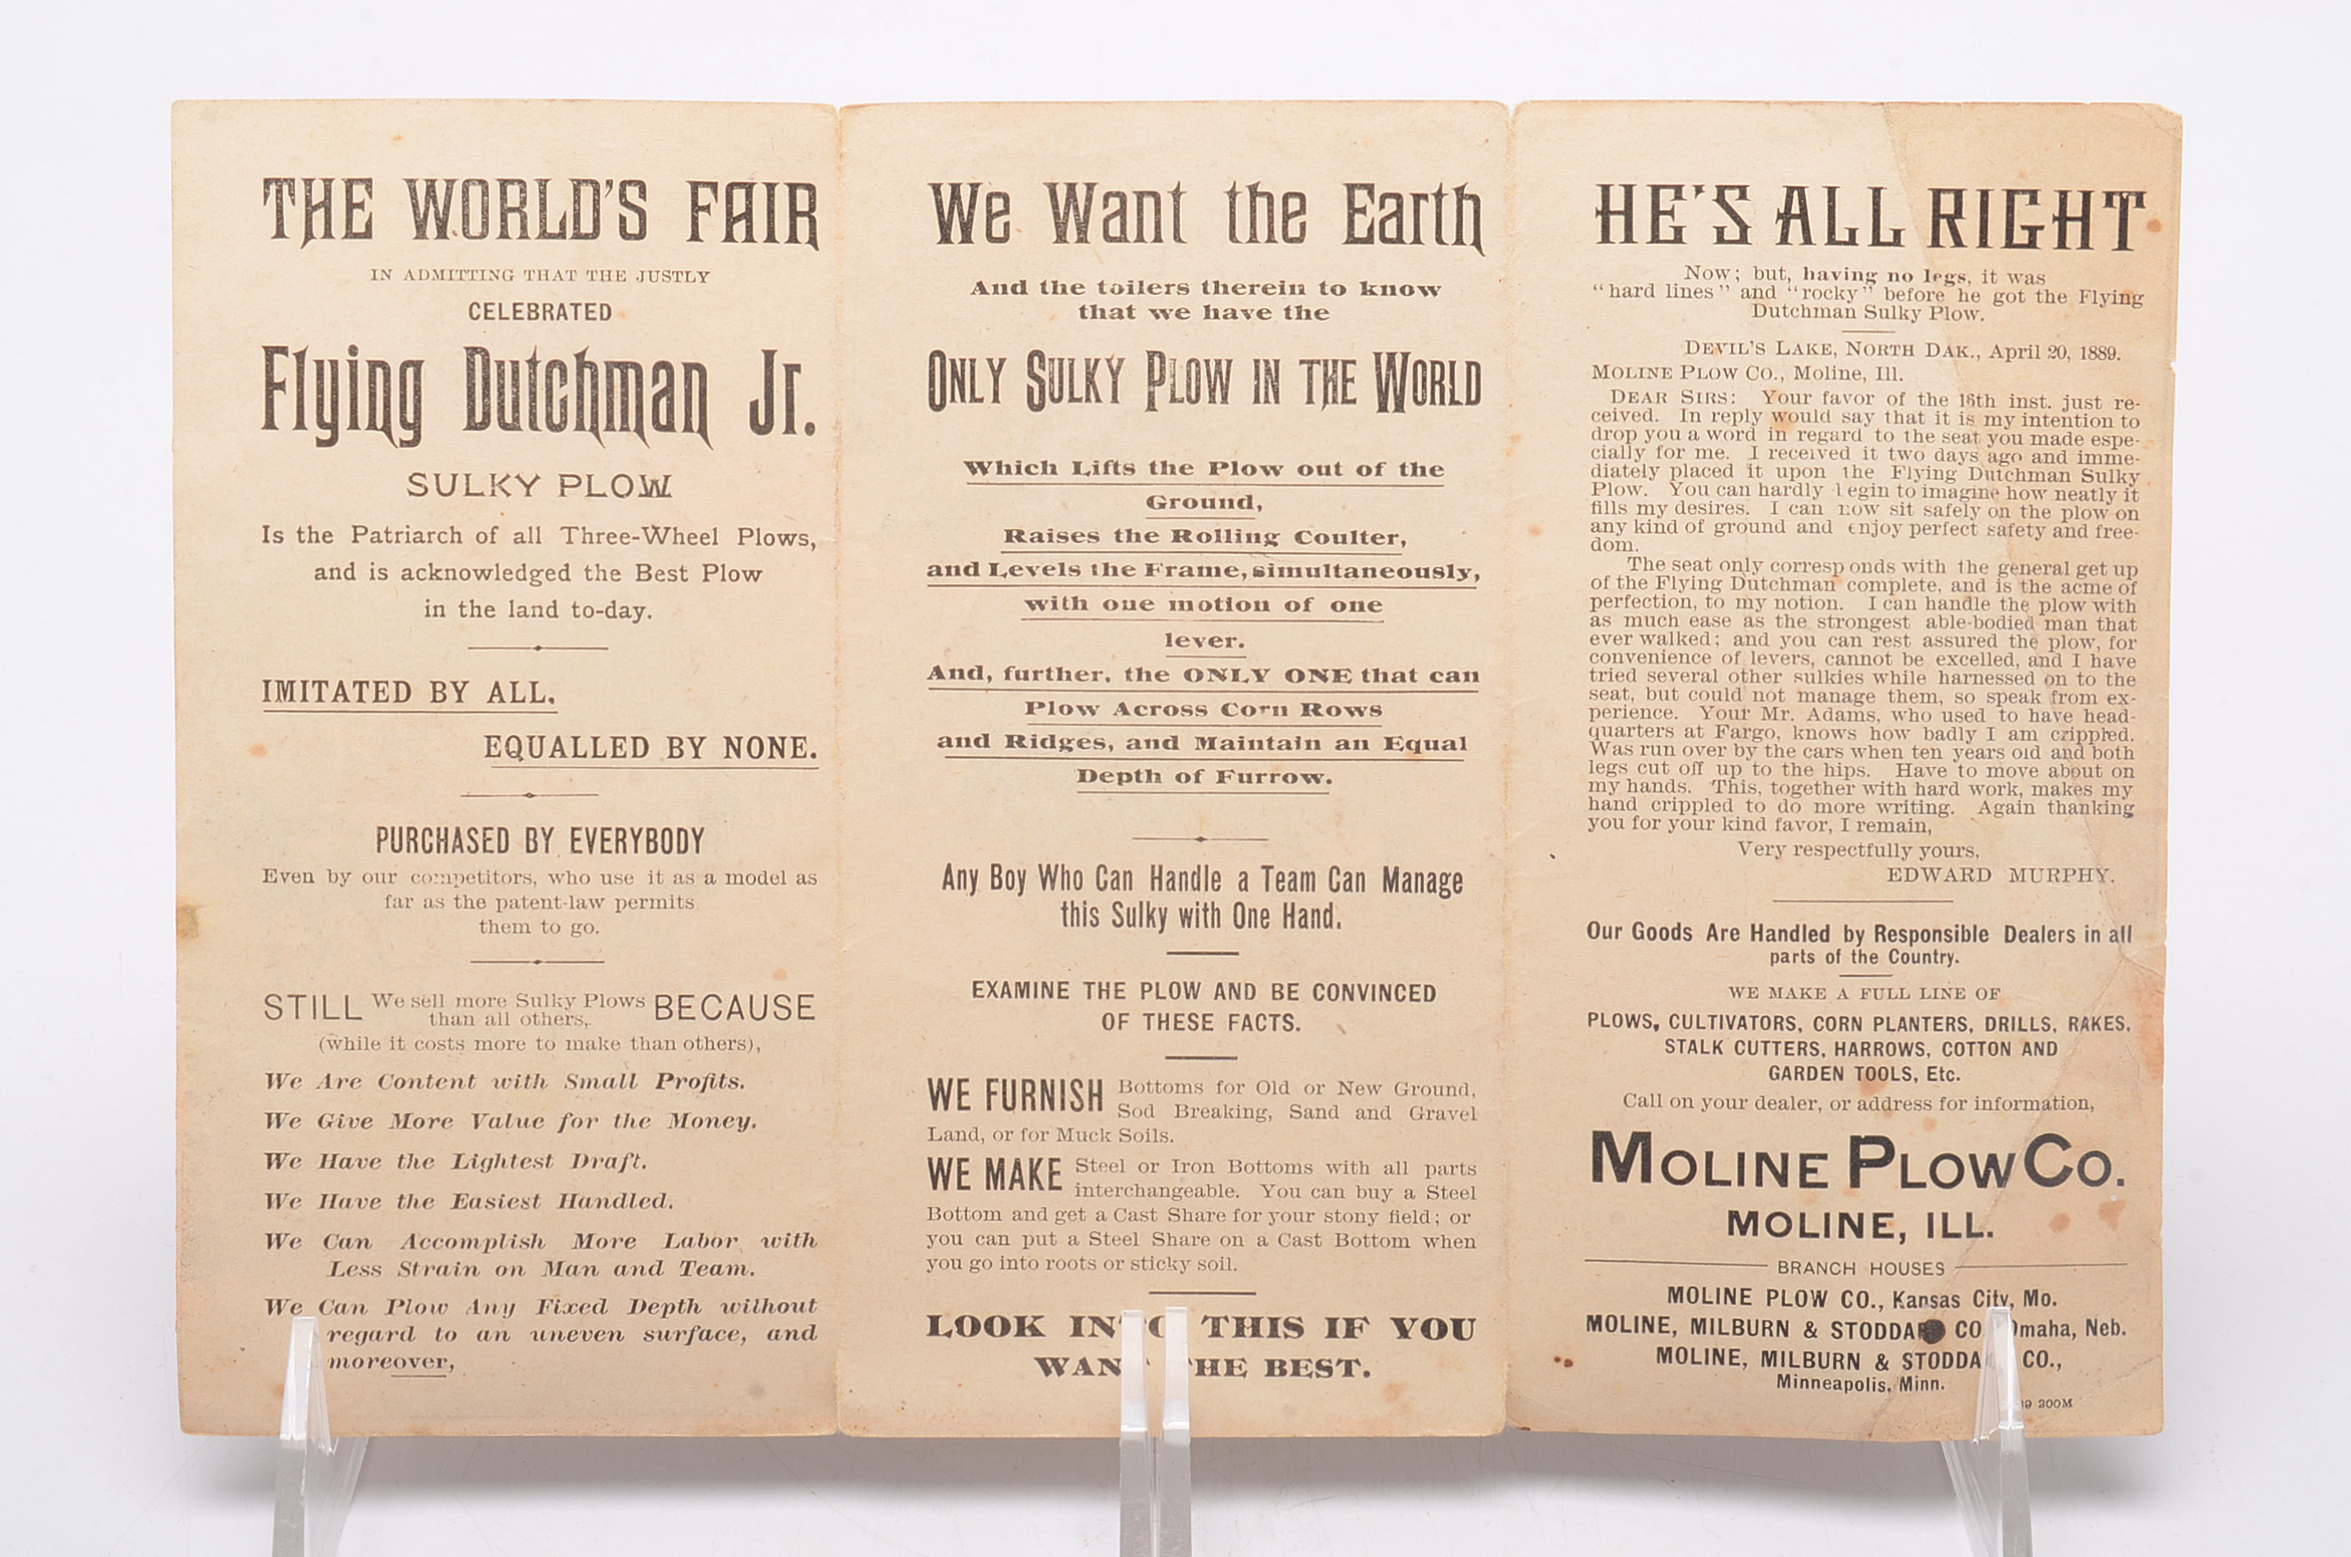 THE WORLD'S FAIR
IN ADMITTING THAT THE JUSTLY
CELEBRATED
Flying Dutchman Jr.
SULKY PLOW
Is the Patriarch of all Three-Wheel Plows,
and is acknowledged the Best Plow
in the land to-day.
IMITATED BY ALL.
EQUALLED BY NONE.
PURCHASED BY EVERYBODY
Even by our competitors, who use it as a model as
far as the patent-law permits
them to go.
STILL We sell more Sulky Plows than all others, BECAUSE
(while it costs more to make than others),
We Are Content with Small Profits.
We Give More Value for the Money.
We Have the Lightest Draft.
We Have the Easiest Handled.
We Can Accomplish More Labor with
Less Strain on Man and Team.
We Can Plow Any Fixed Depth without
regard to an uneven surface, and
moreover,
We Want the Earth
And the toilers therein to know
that we have the
ONLY SULKY PLOW IN THE WORLD
Which Lifts the Plow out of the
Ground,
Raises the Rolling Coulter,
and Levels the Frame, simultaneously,
with one motion of one
lever.
And, further, the ONLY ONE that can
Plow Across Corn Rows
and Ridges, and Maintain an Equal
Depth of Furrow.
Any Boy Who Can Handle a Team Can Manage
this Sulky with One Hand.
EXAMINE THE PLOW AND BE CONVINCED
OF THESE FACTS.
WE FURNISH Bottoms for Old or New Ground,
Sod Breaking, Sand and Gravel
Land, or for Muck Soils.
WE MAKE Steel or Iron Bottoms with all parts
interchangeable. You can buy a Steel
Bottom and get a Cast Share for your stony field; or
you can put a Steel Share on a Cast Bottom when
you go into roots or sticky soil.
LOOK INTO THIS IF YOU
WANT THE BEST.
HE'S ALL RIGHT
Now; but, having no legs, it was
"hard lines" and "rocky" before he got the Flying
Dutchman Sulky Plow.
DEVIL'S LAKE, NORTH DAK., April 20, 1889.
MOLINE PLOW CO., Moline, Ill.
DEAR SIRS: Your favor of the 16th inst. just re-
ceived. In reply would say that it is my intention to
drop you a word in regard to the seat you made espe-
cially for me. I received it two days ago and imme-
diately placed it upon the Flying Dutchman Sulky
Plow. You can hardly begin to imagine how neatly it
fills my desires. I can now sit safely on the plow on
any kind of ground and enjoy perfect safety and free-
dom.
The seat only corresponds with the general get up
of the Flying Dutchman complete, and is the acme of
perfection, to my notion. I can handle the plow with
as much ease as the strongest able-bodied man that
ever walked; and you can rest assured the plow, for
convenience of levers, cannot be excelled, and I have
tried several other sulkies while harnessed on to the
seat, but could not manage them, so speak from ex-
perience. Your Mr. Adams, who used to have head-
quarters at Fargo, knows how badly I am crippled.
Was run over by the cars when ten years old and both
legs cut off up to the hips. Have to move about on
my hands. This, together with hard work, makes my
hand crippled to do more writing. Again thanking
you for your kind favor, I remain,
Very respectfully yours,
EDWARD MURPHY.
Our Goods Are Handled by Responsible Dealers in all
parts of the Country.
WE MAKE A FULL LINE OF
PLOWS, CULTIVATORS, CORN PLANTERS, DRILLS, RAKES,
STALK CUTTERS, HARROWS, COTTON AND
GARDEN TOOLS, Etc.
Call on your dealer, or address for information,
MOLINE PLOW CO.
MOLINE, ILL.
BRANCH HOUSES
MOLINE PLOW CO., Kansas City, Mo.
MOLINE, MILBURN & STODDARD CO., Omaha, Neb.
MOLINE, MILBURN & STODDARD CO.,
Minneapolis, Minn.
200M